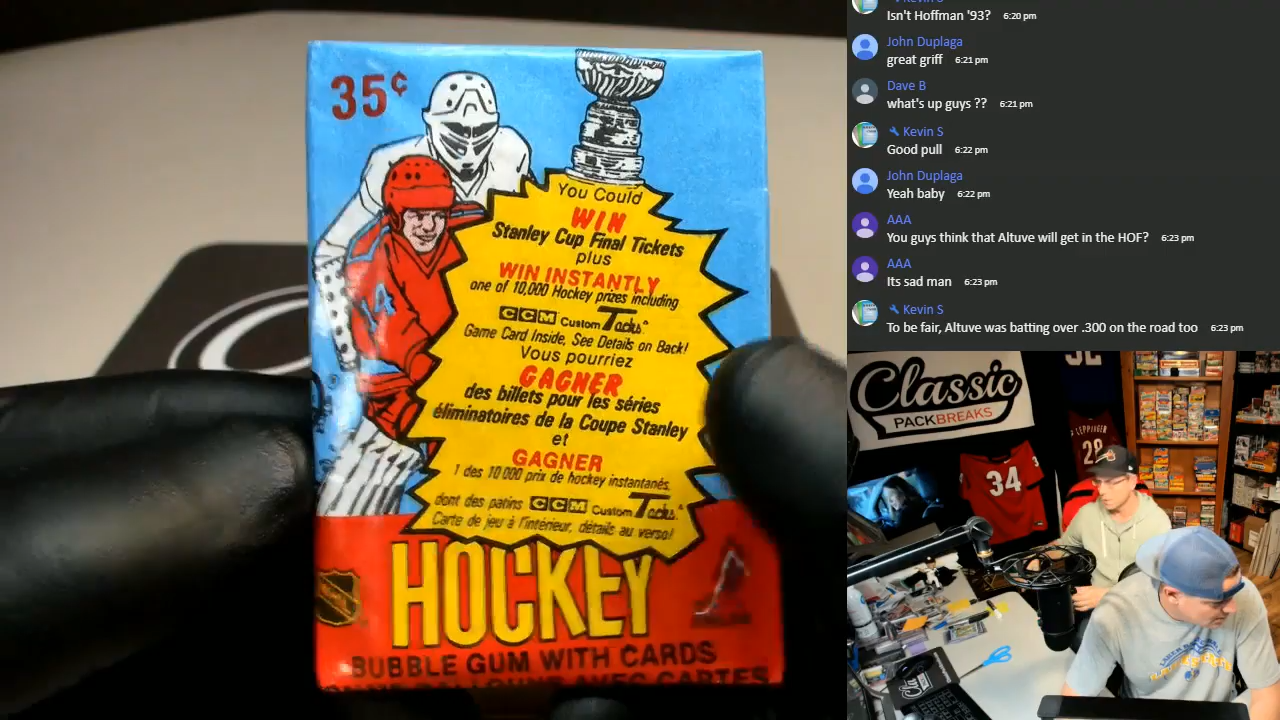 35¢
You Could
WIN
Stanley Cup Final Tickets
plus
WIN INSTANTLY
one of 10,000 Hockey prizes including
CCM Custom Tacks
Game Card Inside, See Details on Back!
Vous pourriez
GAGNER
des billets pour les séries
éliminatoires de la Coupe Stanley
et
GAGNER
1 des 10 000 prix de hockey instantanés.
dont des patins CCM Custom Tacks
Carte de jeu à l'intérieur, détails au verso!
HOCKEY
BUBBLE GUM WITH CARDS
Kevin S
Isn't Hoffman '93? 6:20 pm
John Duplaga
great griff 6:21 pm
Dave B
what's up guys ?? 6:21 pm
Kevin S
Good pull 6:22 pm
John Duplaga
Yeah baby 6:22 pm
AAA
You guys think that Altuve will get in the HOF? 6:23 pm
AAA
Its sad man 6:23 pm
Kevin S
To be fair, Altuve was batting over .300 on the road too 6:23 pm
Classic
PACKBREAKS
LEPPINGER
28
34